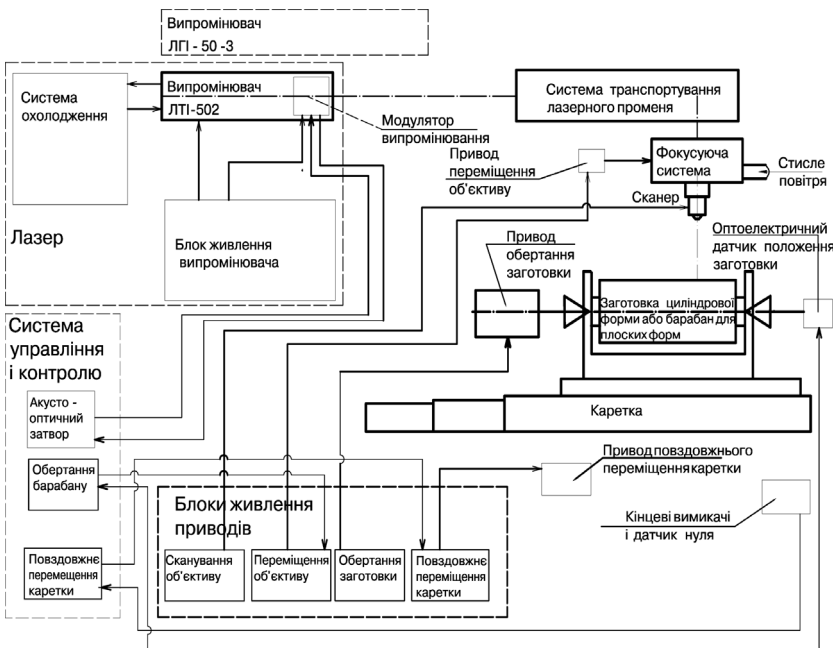 Випромінювач
ЛГІ - 50 -3
Система
охолодження
Випромінювач
ЛТІ-502
Модулятор
випромінювання
Система транспортування
лазерного променя
Привод
переміщення
об'єктиву
Фокусуюча
система
Стисле
повітря
Сканер
Лазер
Блок живлення
випромінювача
Привод
обертання
заготовки
Оптоелектричний
датчик положення
заготовки
Заготовка циліндрової
форми або барабан для
плоских форм
Каретка
Система
управління
і контролю
Акусто -
оптичний
затвор
Обертання
барабану
Повздовжнє
перемещення
каретки
Блоки живлення
приводів
Сканування
об'єктиву
Переміщення
об'єктиву
Обертання
заготовки
Повздовжнє
переміщення
каретки
Привод повздовжнього
переміщення каретки
Кінцеві вимикачі
і датчик нуля